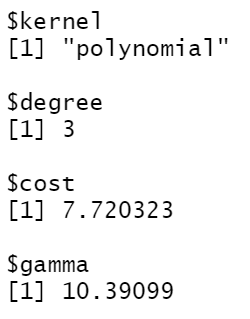 $kernel
[1] "polynomial"
$degree
[1] 3
$cost
[1] 7.720323
$gamma
[1] 10.39099